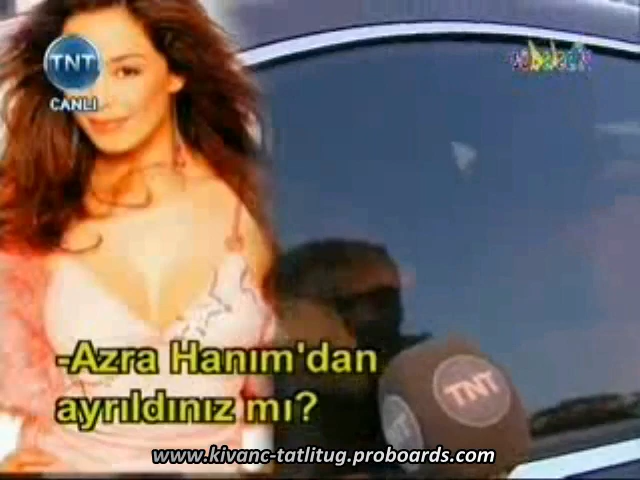 TNT
CANLI
-Azra Hanım'dan
ayrıldınız mı?
TNT
www.kivanc-tatlitug.proboards.com